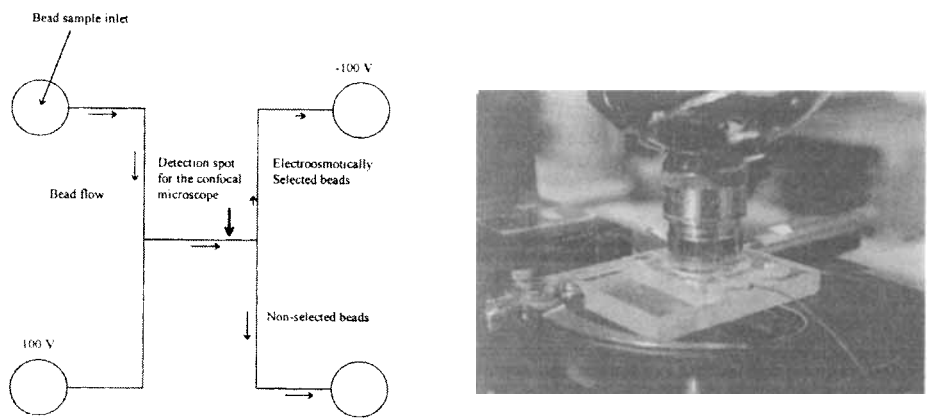 Bead sample inlet
-100 V
Detection spot
for the confocal
microscope
Electroosmotically
Selected beads
Bead flow
Non-selected beads
100 V